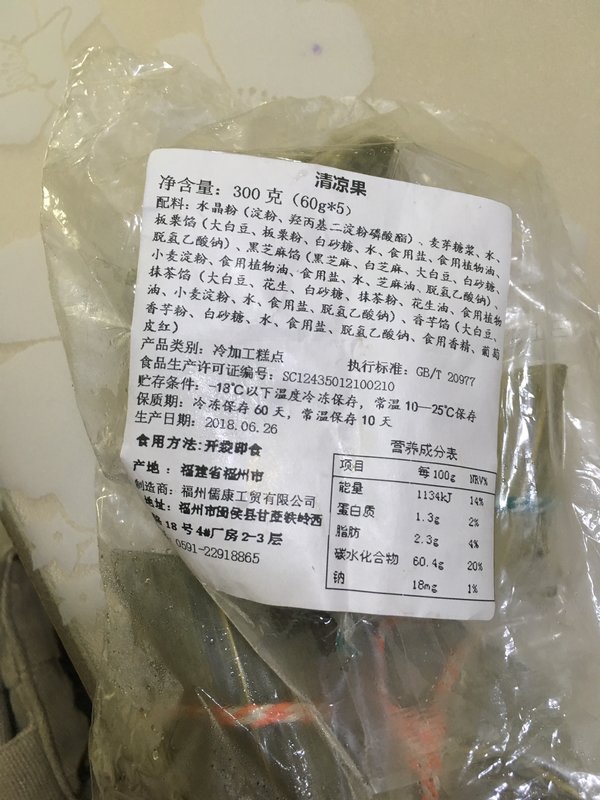 清凉果
净含量：300克（60g*5）
配料：水晶粉（淀粉、羟丙基二淀粉磷酸酯）、麦芽糖浆、水、
板栗馅（大白豆、板栗粉、白砂糖、水、食用盐、食用植物油、
脱氢乙酸钠）、黑芝麻馅（黑芝麻、白芝麻、大白豆、白砂糖、
小麦淀粉、食用植物油、食用盐、水、芝麻油、脱氢乙酸钠）、
抹茶馅（大白豆、花生、白砂糖、抹茶粉、花生油、食用植物
油、小麦淀粉、水、食用盐、脱氢乙酸钠）、香芋馅（大白豆、
香芋粉、白砂糖、水、食用盐、脱氢乙酸钠、食用香精、葡萄
皮红）
产品类别：冷加工糕点 执行标准：GB/T 20977
食品生产许可证编号：SC12435012100210
贮存条件：-18℃以下温度冷冻保存，常温10—25℃保存
保质期：冷冻保存60天，常温保存10天
生产日期：2018.06.26
食用方法：开袋即食
产地：福建省福州市
制造商：福州儒康工贸有限公司
地址：福州市闽侯县甘蔗铁岭西
18号4#厂房2-3层
0591-22918865
营养成分表
项目 每100g NRV%
能量 1134kJ 14%
蛋白质 1.3g 2%
脂肪 2.3g 4%
碳水化合物 60.4g 20%
钠 18mg 1%